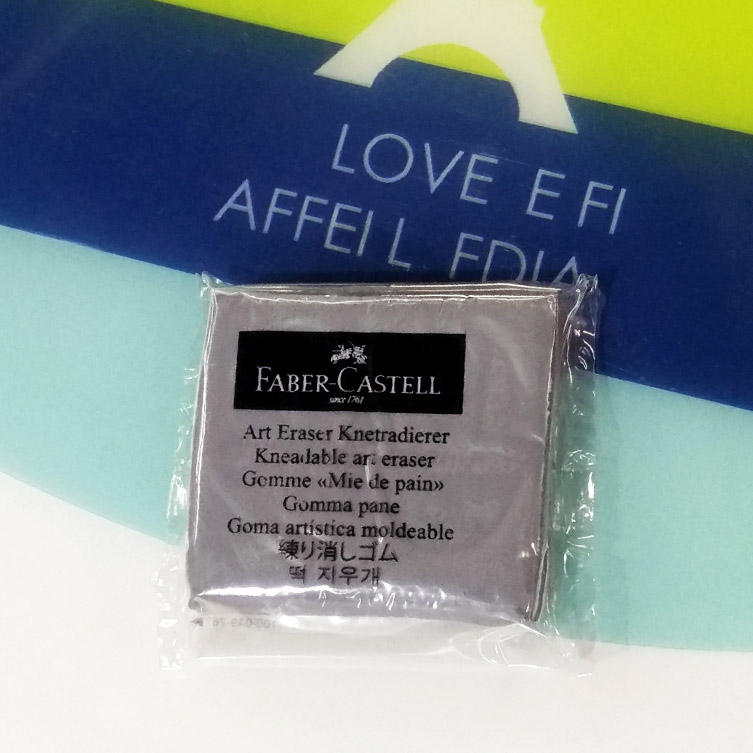 LOVE E FI
AFFEI L EDIA
FABER-CASTELL
since 1761
Art Eraser Knetradierer
Kneadable art eraser
Gomme «Mie de pain»
Gomma pane
Goma artística moldeable
練り消しゴム
떡 지우개